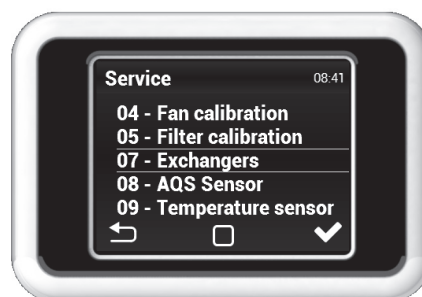 Service 08:41
04 - Fan calibration
05 - Filter calibration
07 - Exchangers
08 - AQS Sensor
09 - Temperature sensor